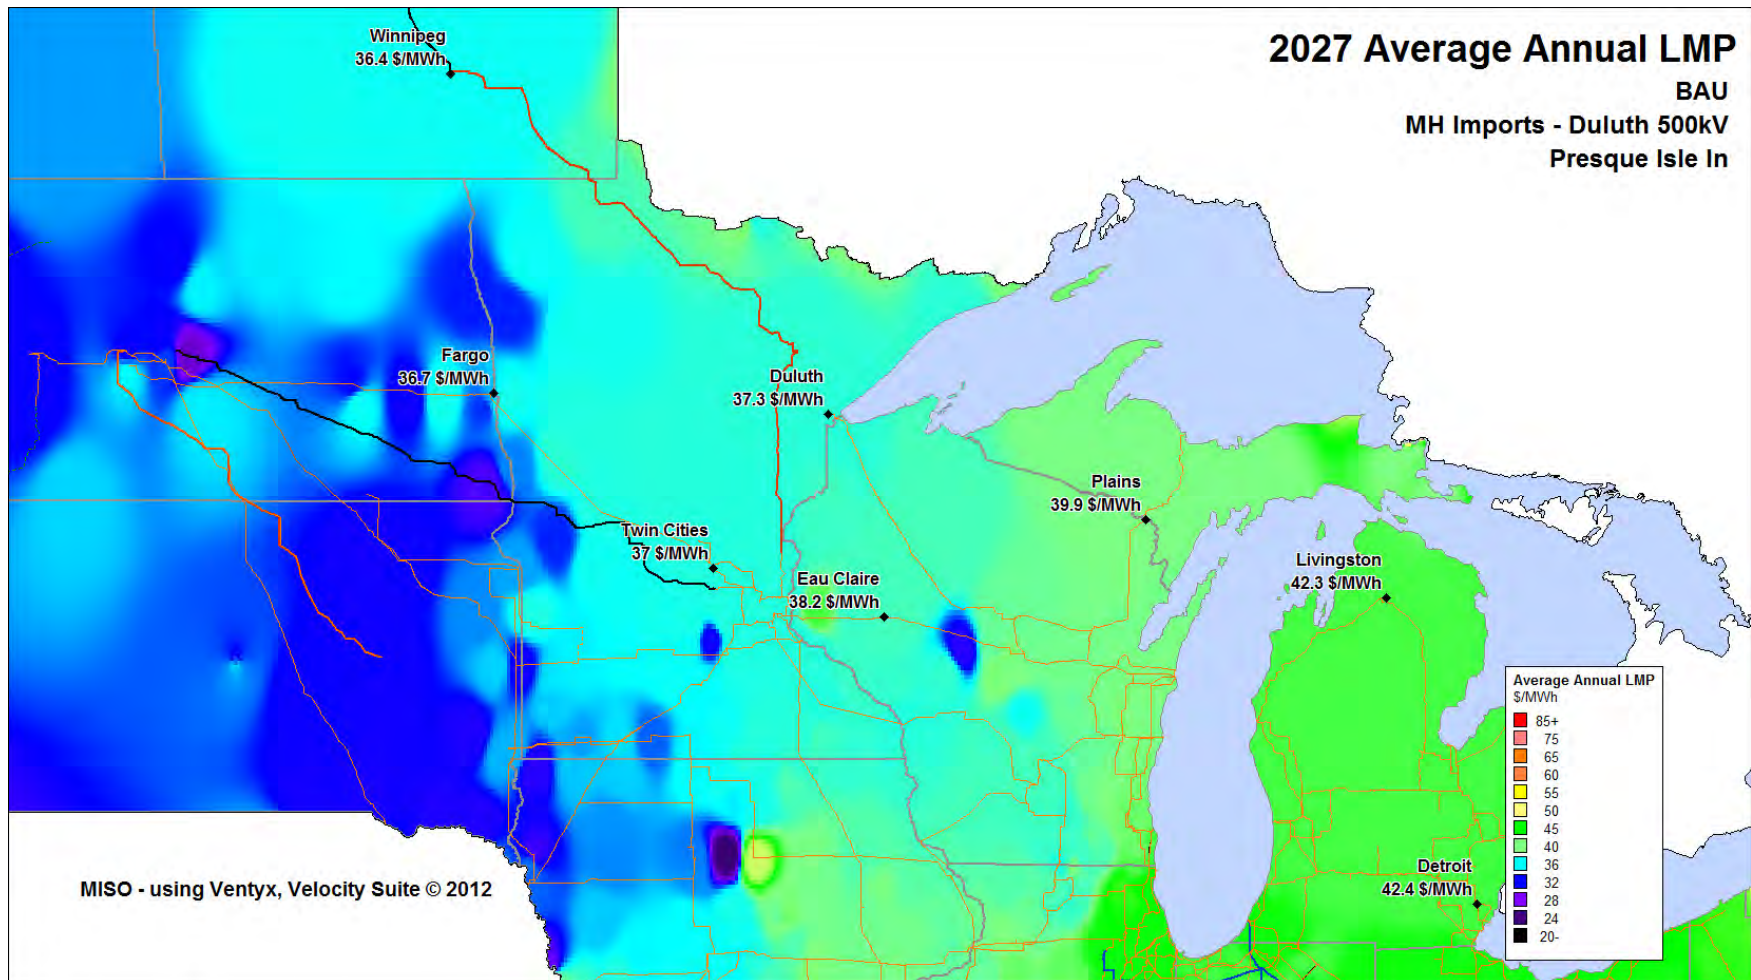 2027 Average Annual LMP
BAU
MH Imports - Duluth 500kV
Presque Isle In
Winnipeg
36.4 $/MWh
Fargo
36.7 $/MWh
Duluth
37.3 $/MWh
Plains
39.9 $/MWh
Twin Cities
37 $/MWh
Eau Claire
38.2 $/MWh
Livingston
42.3 $/MWh
Detroit
42.4 $/MWh
Average Annual LMP
$/MWh
85+
75
65
60
55
50
45
40
36
32
28
24
20-
MISO - using Ventyx, Velocity Suite © 2012